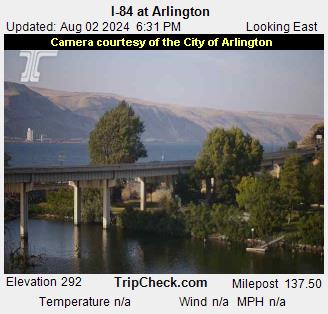 I-84 at Arlington
Updated: Aug 02 2024 6:31 PM Looking East
Camera courtesy of the City of Arlington
Elevation 292 TripCheck.com Milepost 137.50
Temperature n/a Wind n/a MPH n/a